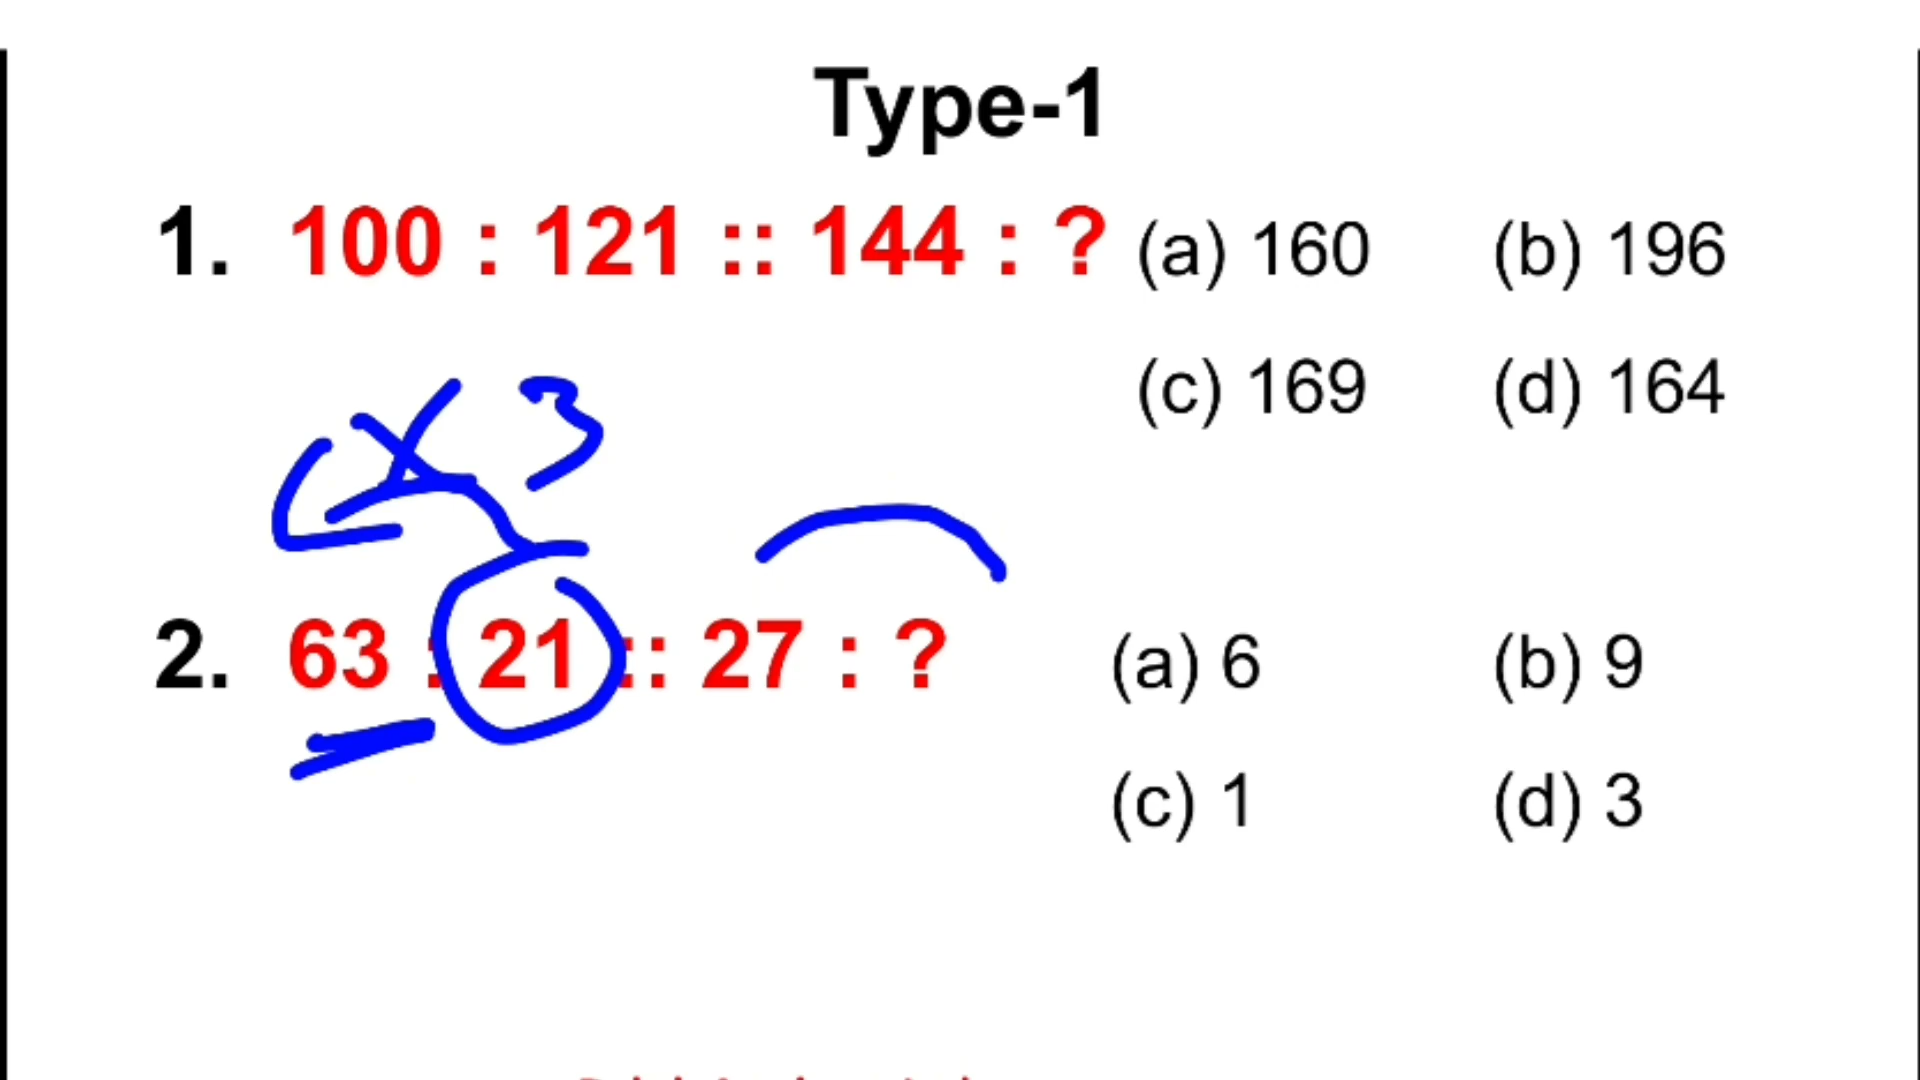 Type-1
1. 100 : 121 :: 144 : ? (a) 160 (b) 196
(c) 169 (d) 164
× 3
2. 63 : 21 :: 27 : ? (a) 6 (b) 9
(c) 1 (d) 3